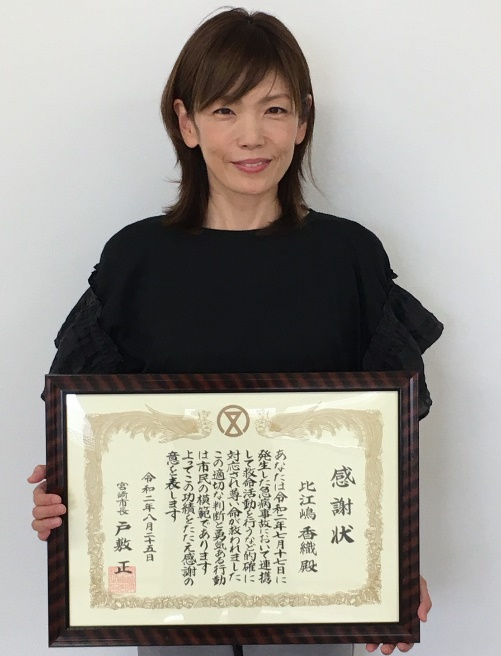 感謝状
比江嶋 香織 殿
あなたは令和二年七月十七日に
発生した急病事故において連携
して救命活動を行うなど的確に
対応され尊い命が救われました
この適切な判断と勇気ある行動
は市民の模範であります
よってこの功績をたたえ感謝の
意を表します
令和二年八月二十五日
宮崎市長 戸敷 正